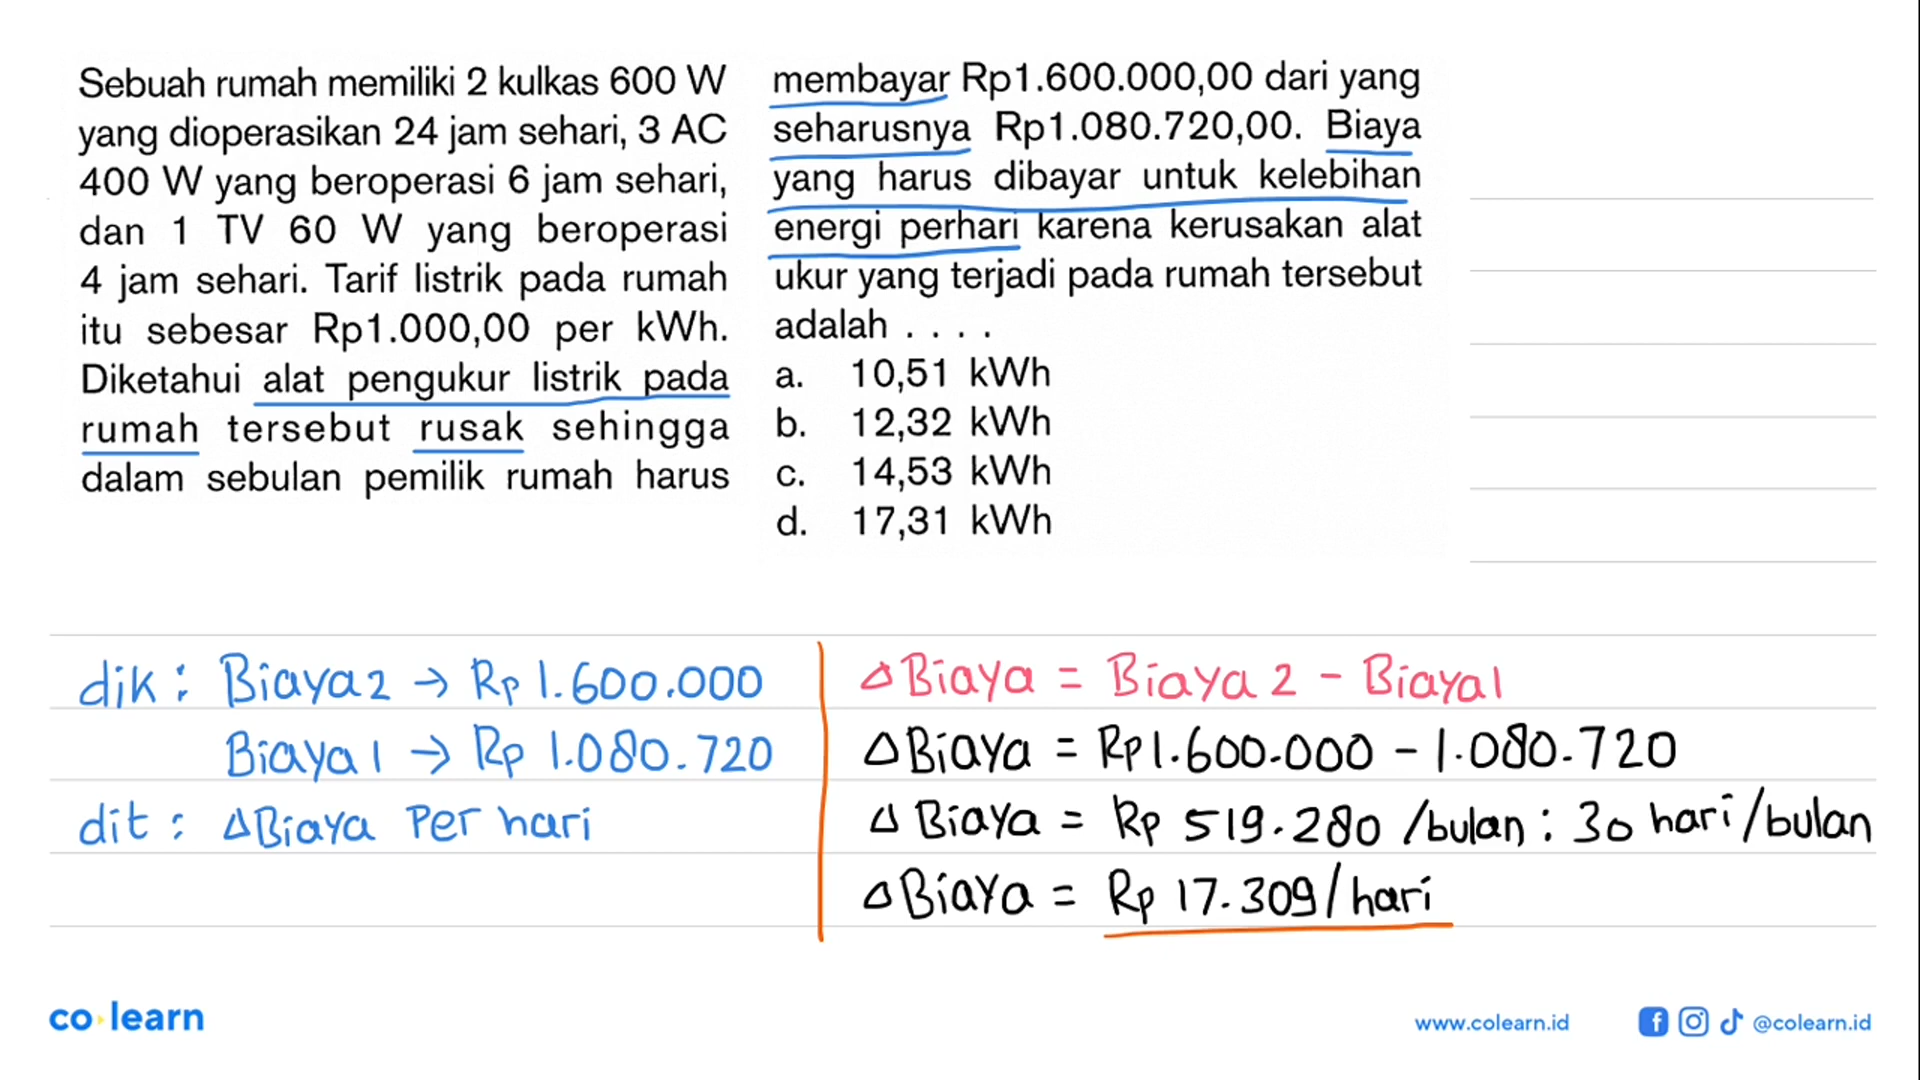 Sebuah rumah memiliki 2 kulkas 600 W
yang dioperasikan 24 jam sehari, 3 AC
400 W yang beroperasi 6 jam sehari,
dan 1 TV 60 W yang beroperasi
4 jam sehari. Tarif listrik pada rumah
itu sebesar Rp1.000,00 per kWh.
Diketahui alat pengukur listrik pada
rumah tersebut rusak sehingga
dalam sebulan pemilik rumah harus
membayar Rp1.600.000,00 dari yang
seharusnya Rp1.080.720,00. Biaya
yang harus dibayar untuk kelebihan
energi perhari karena kerusakan alat
ukur yang terjadi pada rumah tersebut
adalah . . . .
a. 10,51 kWh
b. 12,32 kWh
c. 14,53 kWh
d. 17,31 kWh
dik : Biaya 2 → Rp 1.600.000
Biaya 1 → Rp 1.080.720
dit : ΔBiaya Per hari
ΔBiaya = Biaya 2 - Biaya 1
ΔBiaya = Rp1.600.000 - 1.080.720
ΔBiaya = Rp 519.280 /bulan : 30 hari/bulan
ΔBiaya = Rp 17.309/hari
co learn
www.colearn.id
@colearn.id